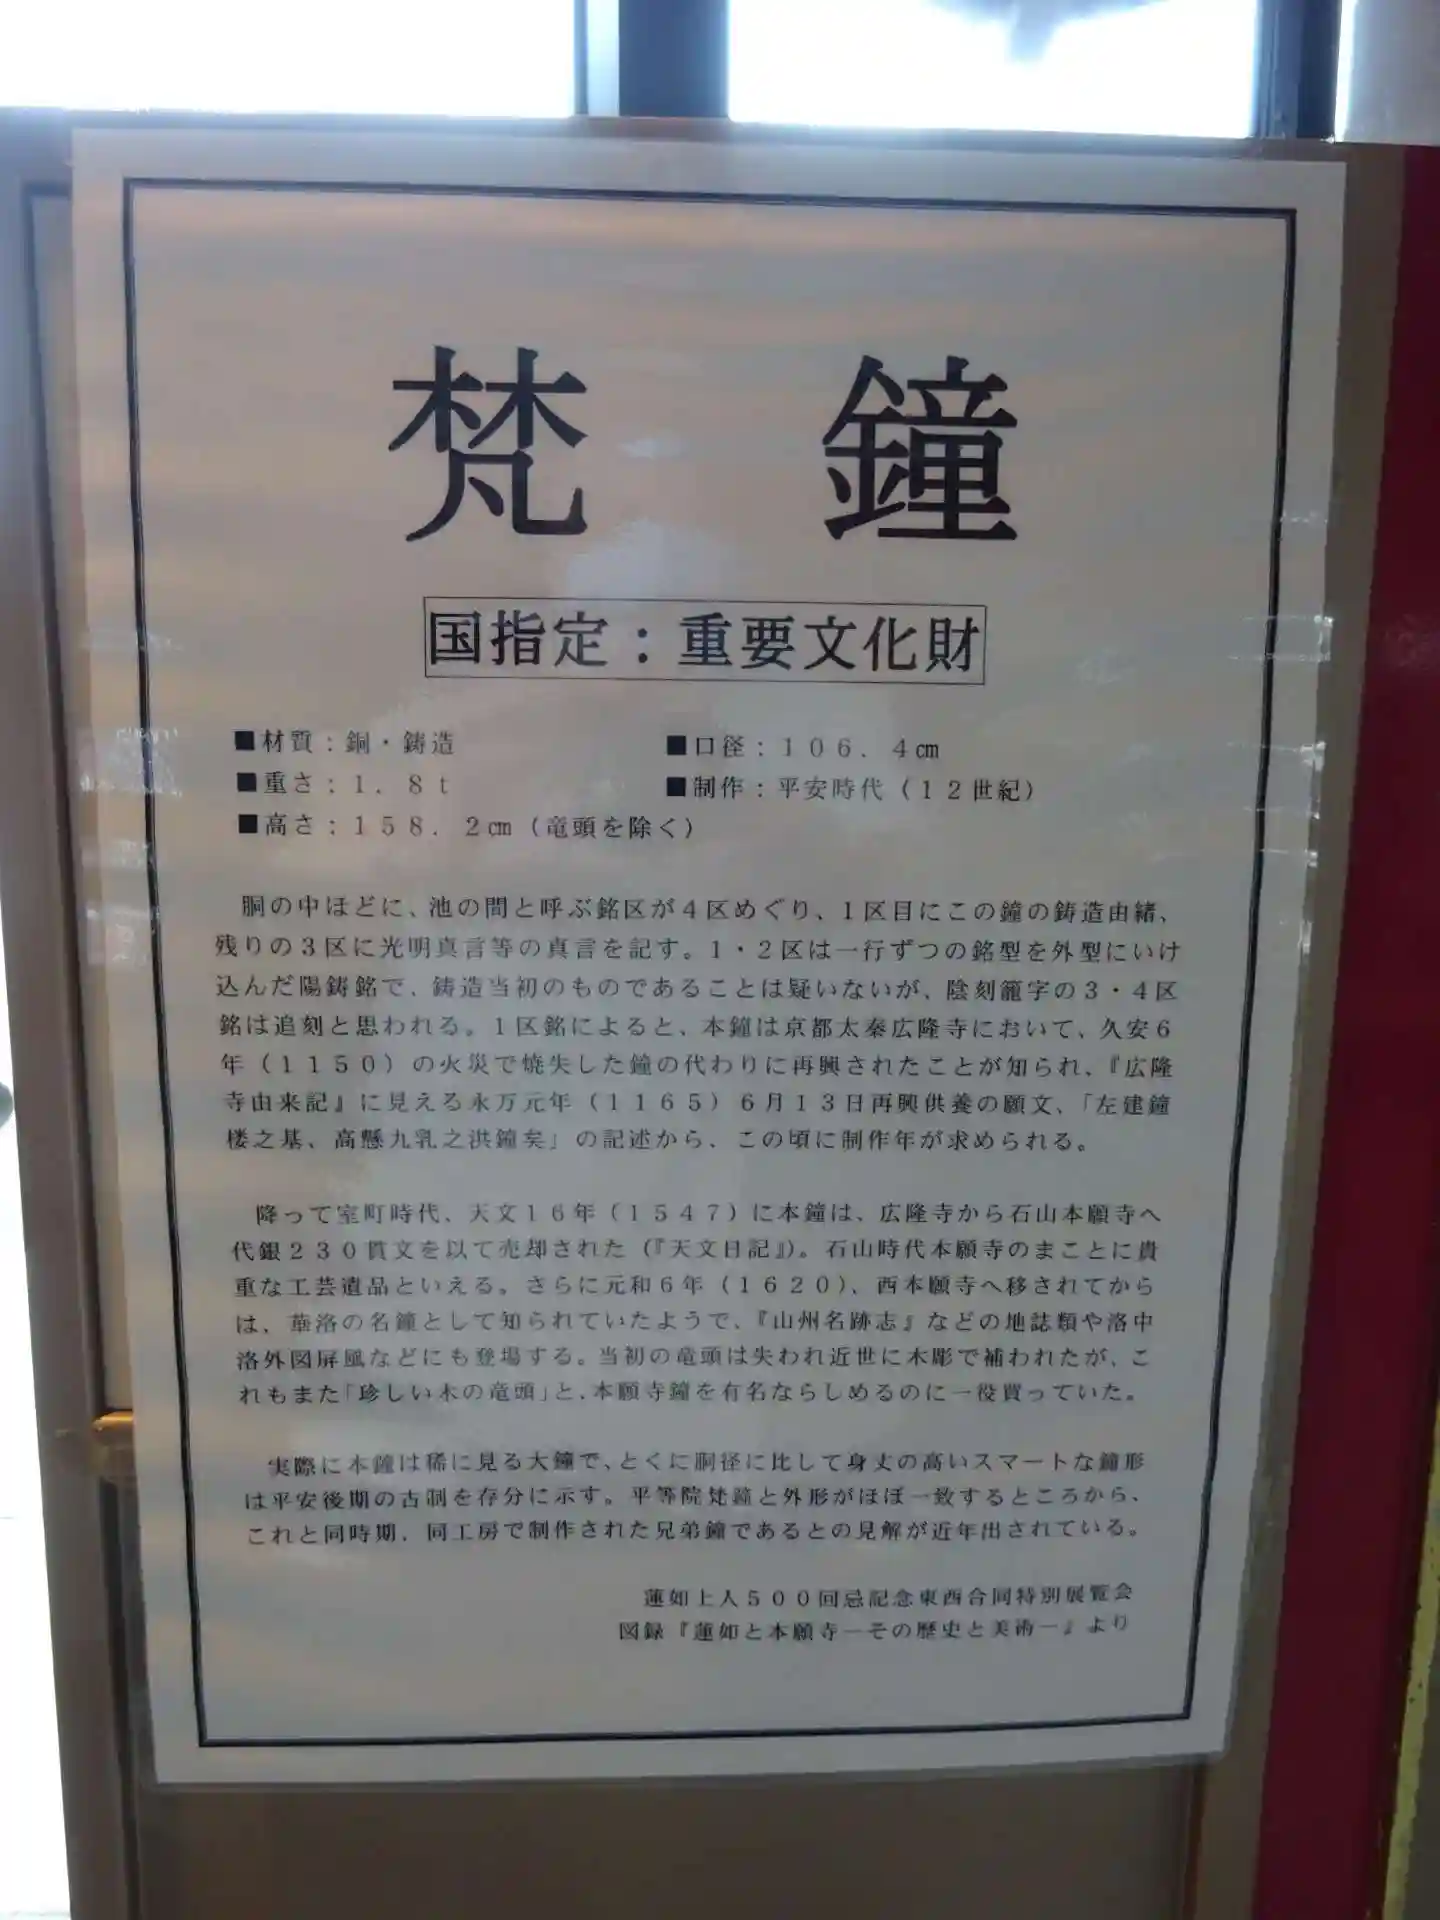 梵鐘
国指定：重要文化財
■材質：銅・鋳造
■口径：１０６．４㎝
■重さ：１．８ｔ
■制作：平安時代（１２世紀）
■高さ：１５８．２㎝（竜頭を除く）
胴の中ほどに、池の間と呼ぶ銘区が４区めぐり、１区目にこの鐘の鋳造由緒、
残りの３区に光明真言等の真言を記す。１・２区は一行ずつの銘型を外型にいけ
込んだ陽鋳銘で、鋳造当初のものであることは疑いないが、陰刻籠字の３・４区
銘は追刻と思われる。１区銘によると、本鐘は京都太秦広隆寺において、久安６
年（１１５０）の火災で焼失した鐘の代わりに再興されたことが知られ、『広隆
寺由来記』に見える永万元年（１１６５）６月１３日再興供養の願文、「左建鐘
楼之基、高懸九乳之洪鐘矣」の記述から、この頃に制作年が求められる。
降って室町時代、天文１６年（１５４７）に本鐘は、広隆寺から石山本願寺へ
代銀２３０貫文を以て売却された（『天文日記』）。石山時代本願寺のまことに貴
重な工芸遺品といえる。さらに元和６年（１６２０）、西本願寺へ移されてから
は、華洛の名鐘として知られていたようで、『山州名跡志』などの地誌類や洛中
洛外図屏風などにも登場する。当初の竜頭は失われ近世に木彫で補われたが、こ
れもまた「珍しい木の竜頭」と、本願寺鐘を有名ならしめるのに一役買っていた。
実際に本鐘は稀に見る大鐘で、とくに胴径に比して身丈の高いスマートな鐘形
は平安後期の古制を存分に示す。平等院梵鐘と外形がほぼ一致するところから、
これと同時期、同工房で制作された兄弟鐘であるとの見解が近年出されている。
蓮如上人５００回忌記念東西合同特別展覧会
図録『蓮如と本願寺－その歴史と美術－』より